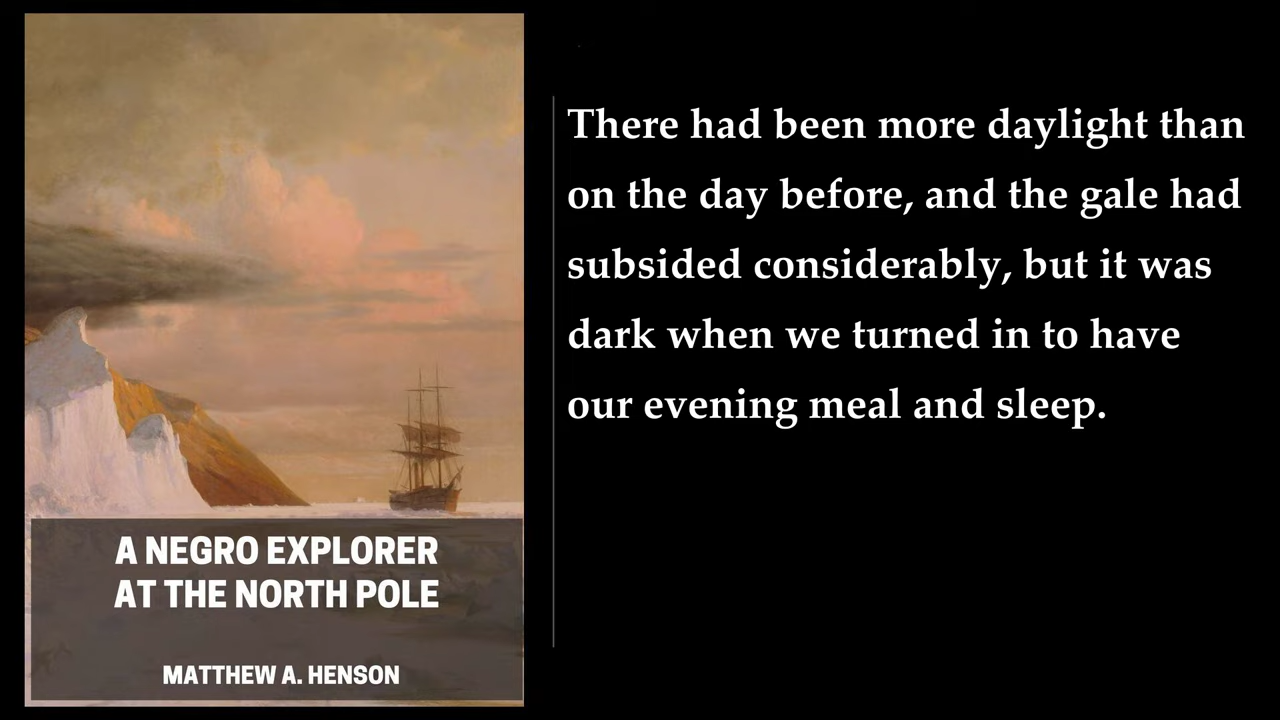 A NEGRO EXPLORER
AT THE NORTH POLE
MATTHEW A. HENSON
There had been more daylight than
on the day before, and the gale had
subsided considerably, but it was
dark when we turned in to have
our evening meal and sleep.